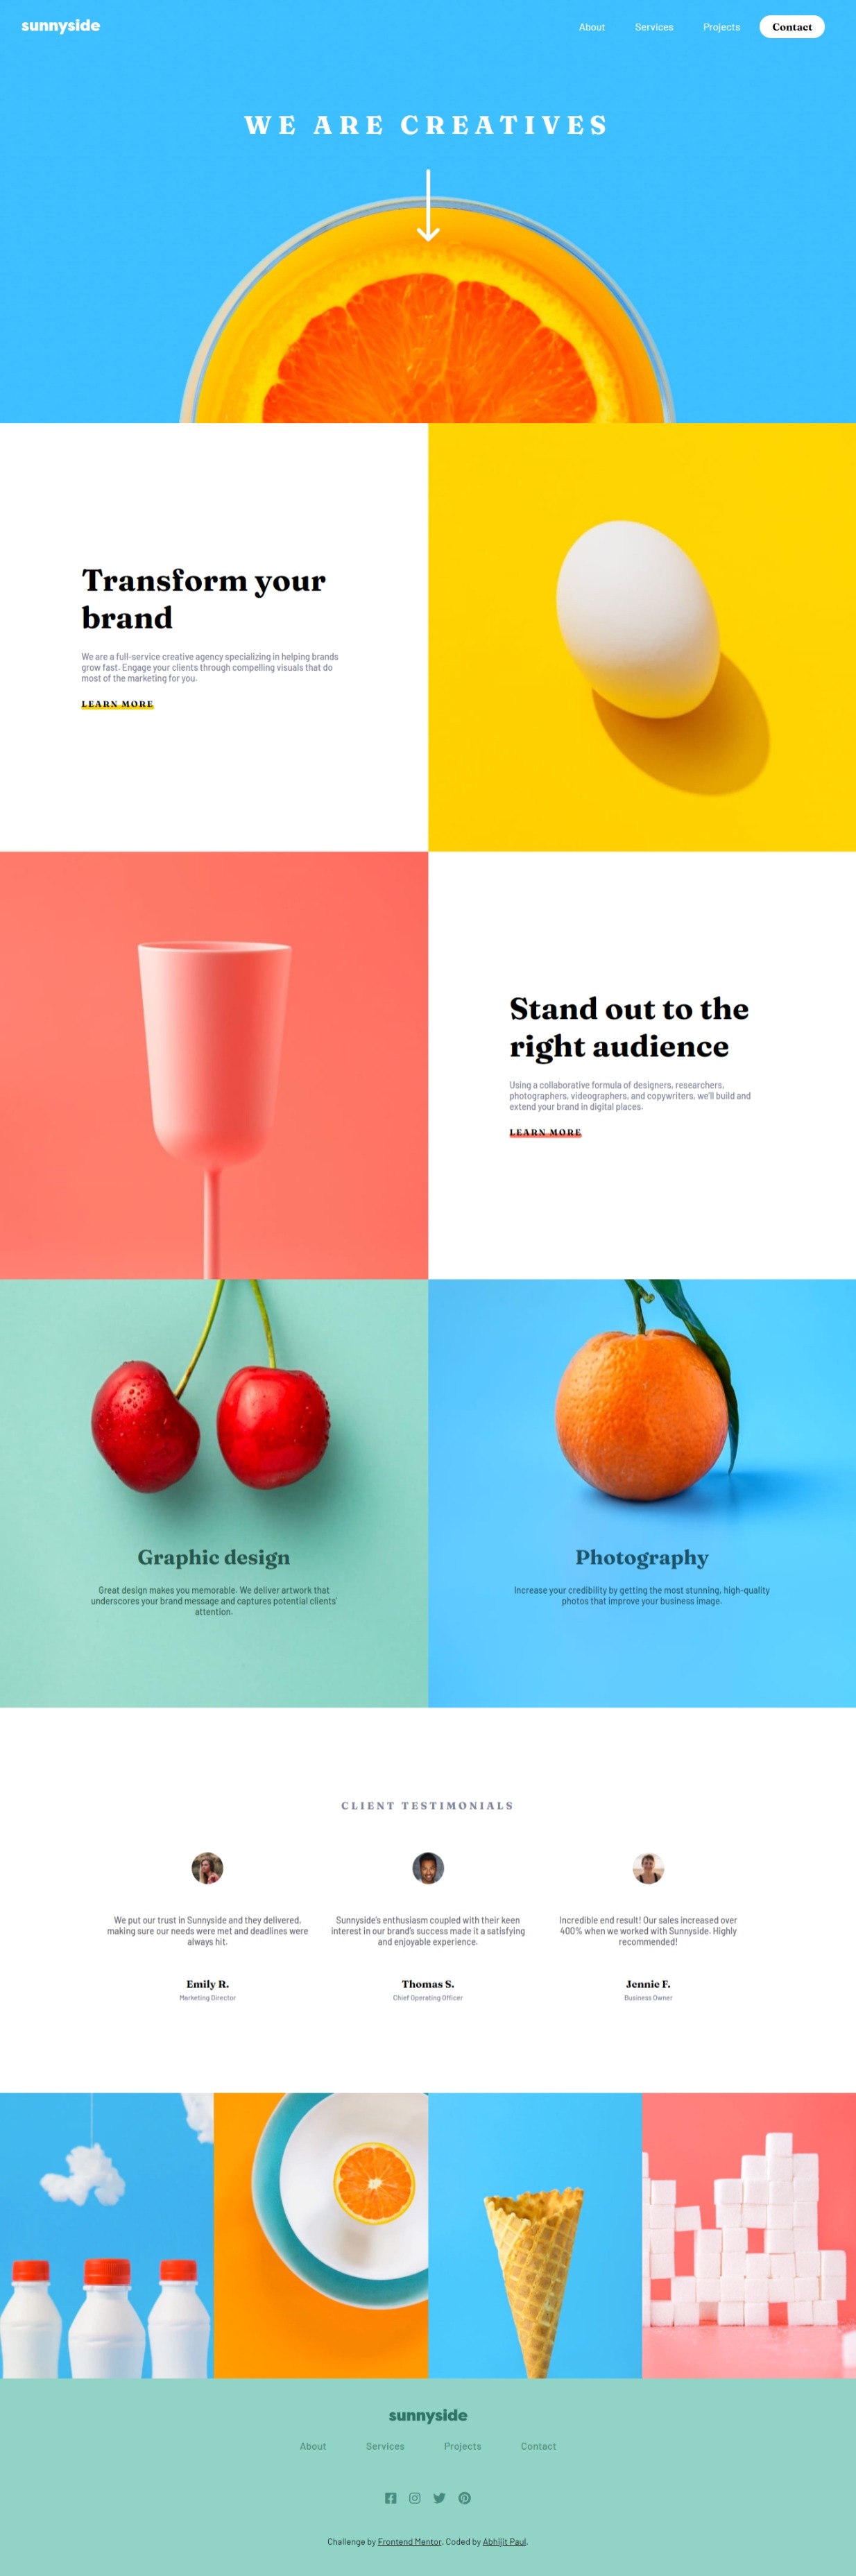 sunnyside
About Services Projects Contact
WE ARE CREATIVES
Transform your
brand
We are a full-service creative agency specializing in helping brands
grow fast. Engage your clients through compelling visuals that do
most of the marketing for you.
LEARN MORE
Stand out to the
right audience
Using a collaborative formula of designers, researchers,
photographers, videographers, and copywriters, we'll build and
extend your brand in digital places.
LEARN MORE
Graphic design
Great design makes you memorable. We deliver artwork that
underscores your brand message and captures potential clients'
attention.
Photography
Increase your credibility by getting the most stunning, high-quality
photos that improve your business image.
CLIENT TESTIMONIALS
We put our trust in Sunnyside and they delivered,
making sure our needs were met and deadlines were
always hit.
Emily R.
Marketing Director
Sunnyside's enthusiasm coupled with their keen
interest in our brand's success made it a satisfying
and enjoyable experience.
Thomas S.
Chief Operating Officer
Incredible end result! Our sales increased over
400% when we worked with Sunnyside. Highly
recommended!
Jennie F.
Business Owner
sunnyside
About Services Projects Contact
Challenge by Frontend Mentor. Coded by Abhijit Paul.